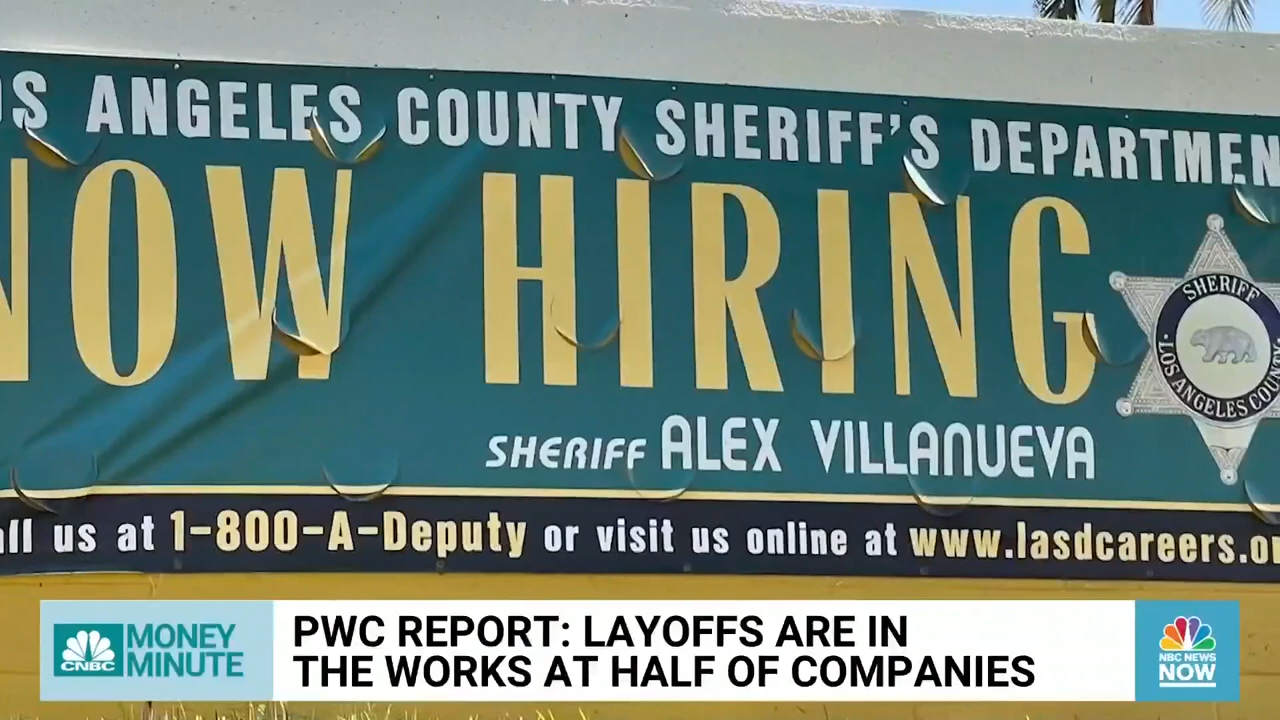 OS ANGELES COUNTY SHERIFF'S DEPARTMEN
NOW HIRING
SHERIFF
LOS ANGELES COUNTY
SHERIFF ALEX VILLANUEVA
all us at 1-800-A-Deputy or visit us online at www.lasdcareers.or
CNBC MONEY MINUTE
PWC REPORT: LAYOFFS ARE IN
THE WORKS AT HALF OF COMPANIES
NBC NEWS
NOW